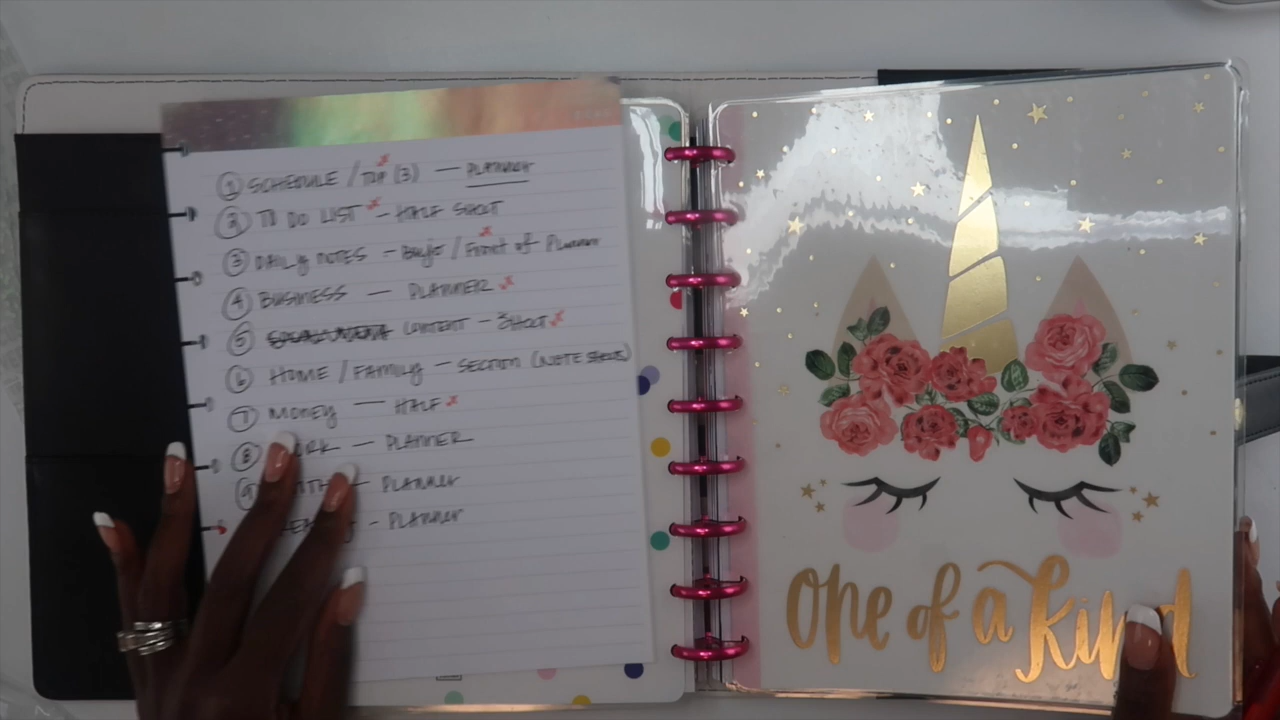 ① SCHEDULE / TOP (3) — PLANNER
② TO DO LIST - HALF SHEET
③ DAILY NOTES - Bujo / Front of Planner
④ BUSINESS — PLANNER
⑤ CONTENT -
⑥ HOME / FAMILY - SECTION (NOTE SHEETS)
⑦ MONEY — HALF
⑧ — PLANNER
⑨ — PLANNER
- PLANNER
One of a Kind